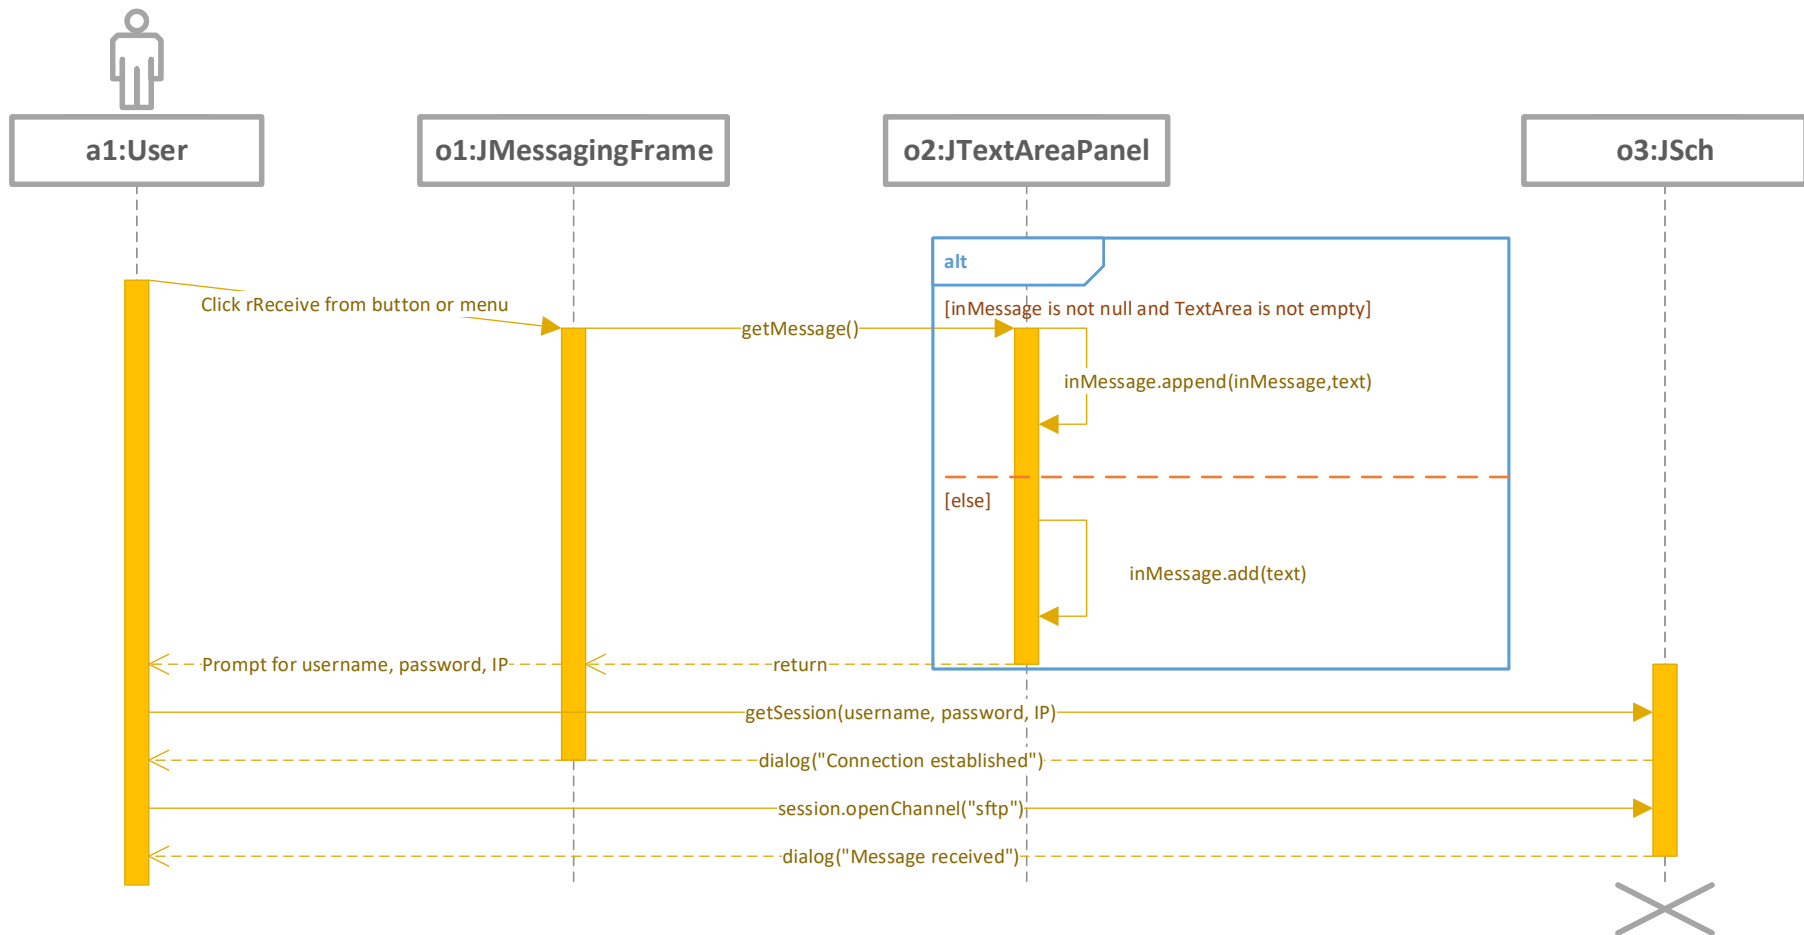 a1:User
o1:JMessagingFrame
o2:JTextAreaPanel
o3:JSch
alt
Click rReceive from button or menu
[inMessage is not null and TextArea is not empty]
getMessage()
inMessage.append(inMessage,text)
[else]
inMessage.add(text)
Prompt for username, password, IP
return
getSession(username, password, IP)
dialog("Connection established")
session.openChannel("sftp")
dialog("Message received")